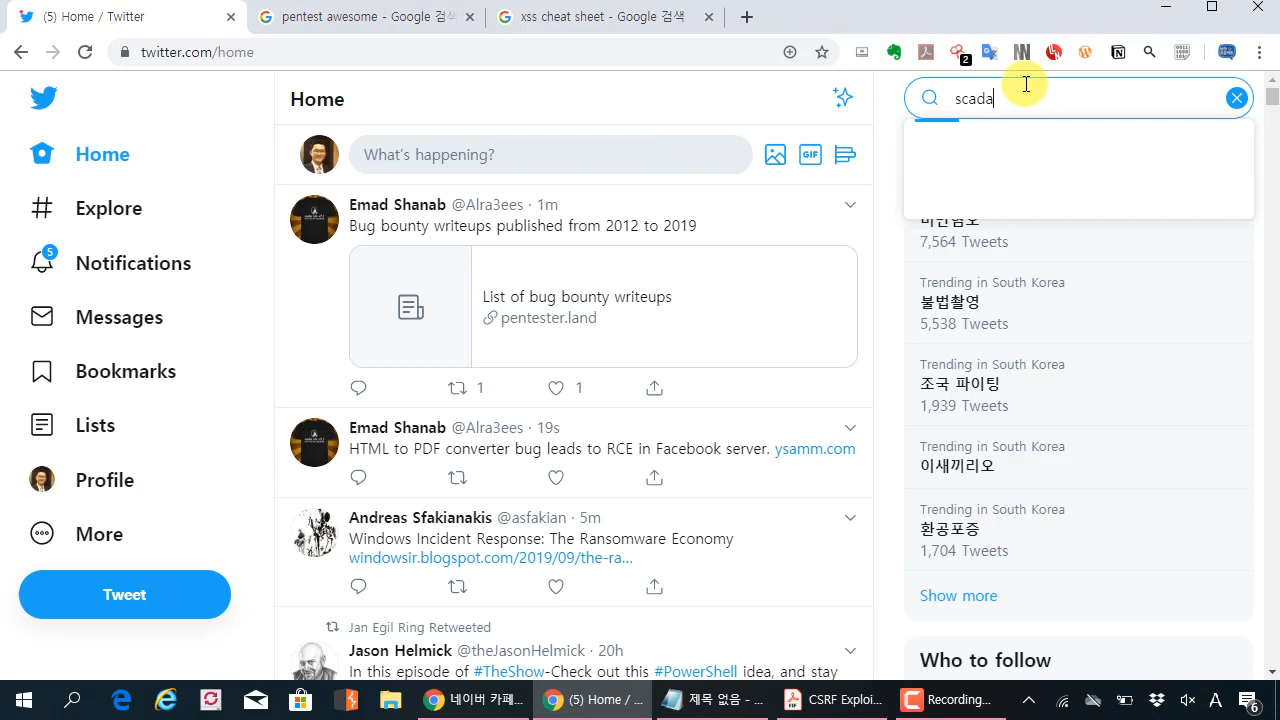 (5) Home / Twitter
pentest awesome - Google 검색
xss cheat sheet - Google 검색
twitter.com/home
2
Home
Explore
5
Notifications
Messages
Bookmarks
Lists
Profile
More
Tweet
Home
What's happening?
GIF
Emad Shanab @Alra3ees · 1m
Bug bounty writeups published from 2012 to 2019
List of bug bounty writeups
pentester.land
1
1
Emad Shanab @Alra3ees · 19s
HTML to PDF converter bug leads to RCE in Facebook server. ysamm.com
Andreas Sfakianakis @asfakian · 5m
Windows Incident Response: The Ransomware Economy
windowsir.blogspot.com/2019/09/the-ra...
Jan Egil Ring Retweeted
Jason Helmick @theJasonHelmick · 20h
In this episode of #TheShow-Check out this #PowerShell idea, and stay
scada
7,564 Tweets
Trending in South Korea
불법촬영
5,538 Tweets
Trending in South Korea
조국 파이팅
1,939 Tweets
Trending in South Korea
이새끼리오
Trending in South Korea
환공포증
1,704 Tweets
Show more
Who to follow
네이버 카페...
(5) Home / ...
제목 없음 - ...
CSRF Exploi...
Recording...
A
6